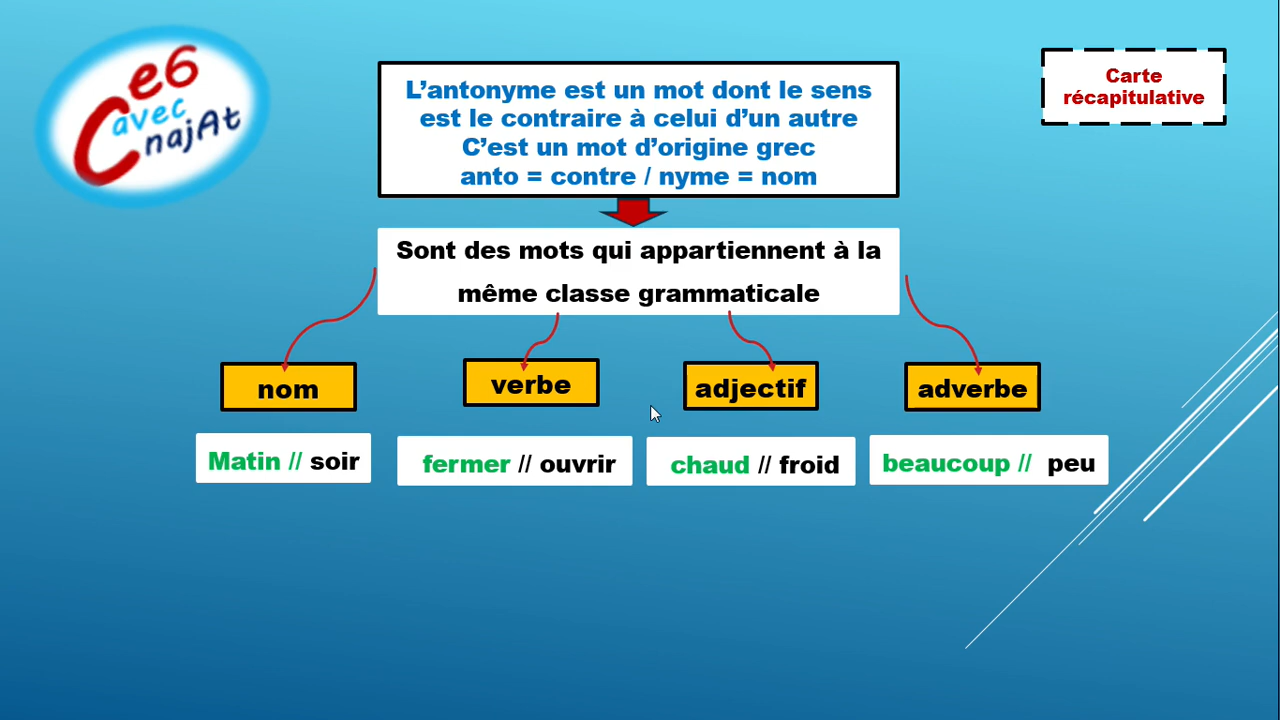 Ce6
avec
najAt
Carte
récapitulative
L’antonyme est un mot dont le sens
est le contraire à celui d’un autre
C’est un mot d’origine grec
anto = contre / nyme = nom
Sont des mots qui appartiennent à la
même classe grammaticale
nom
verbe
adjectif
adverbe
Matin // soir
fermer // ouvrir
chaud // froid
beaucoup // peu